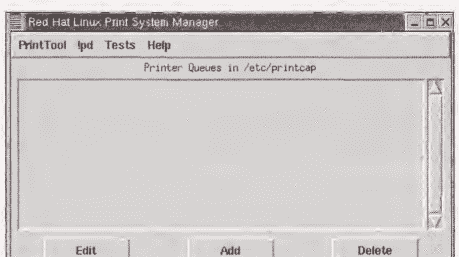 Red Hat Linux Print System Manager
PrintTool lpd Tests Help
Printer Queues in /etc/printcap
Edit Add Delete